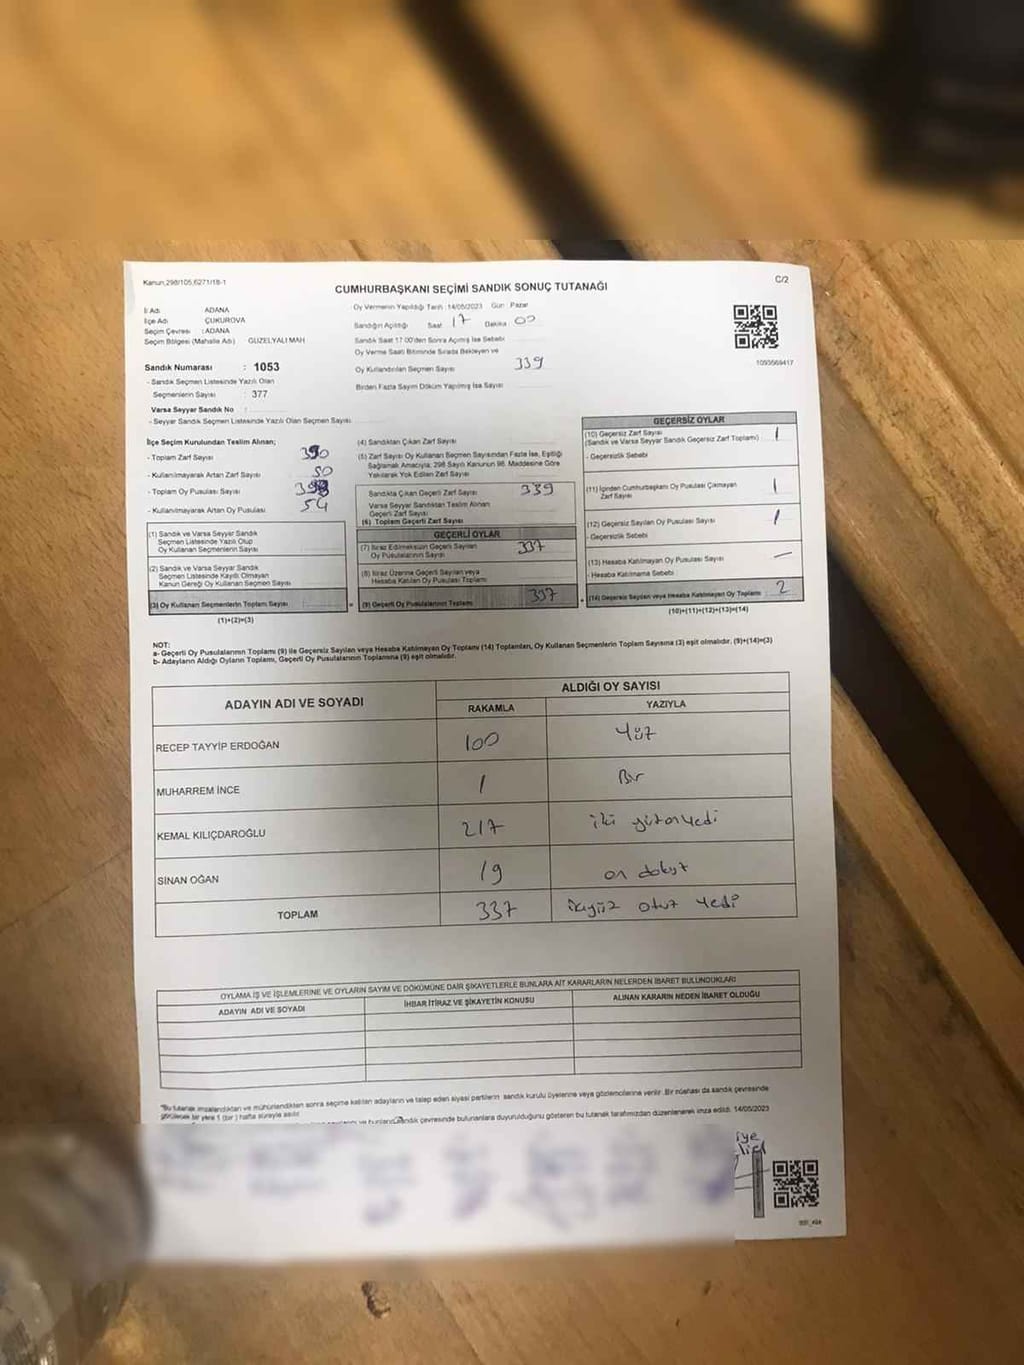 Kanun,298/105,6271/18-1
C/2
CUMHURBAŞKANI SEÇİMİ SANDIK SONUÇ TUTANAĞI
İl Adı ADANA
İlçe Adı ÇUKUROVA
Seçim Çevresi : ADANA
Seçim Bölgesi (Mahalle Adı) GÜZELYALI MAH
Sandık Numarası : 1053
- Sandık Seçmen Listesinde Yazılı Olan
Seçmenlerin Sayısı : 377
Varsa Seyyar Sandık No :
- Seyyar Sandık Seçmen Listesinde Yazılı Olan Seçmen Sayısı
Oy Vermenin Yapıldığı Tarih : 14/05/2023 Gün : Pazar
Sandığın Açıldığı Saat 17 Dakika 00
Sandık Saat 17.00'den Sonra Açılmış İse Sebebi
Oy Verme Saati Bitiminde Sırada Bekleyen ve
Oy Kullandırılan Seçmen Sayısı 339
Birden Fazla Sayım Döküm Yapılmış İse Sayısı
1093569417
İlçe Seçim Kurulundan Teslim Alınan;
- Toplam Zarf Sayısı 390
- Kullanılmayarak Artan Zarf Sayısı 50
- Toplam Oy Pusulası Sayısı
- Kullanılmayarak Artan Oy Pusulası 54
(1) Sandık ve Varsa Seyyar Sandık
Seçmen Listesinde Yazılı Olup
Oy Kullanan Seçmenlerin Sayısı
(2) Sandık ve Varsa Seyyar Sandık
Seçmen Listesinde Kayıtlı Olmayan
Kanun Gereği Oy Kullanan Seçmen Sayısı
(3) Oy Kullanan Seçmenlerin Toplam Sayısı
(1)+(2)=(3)
(4) Sandıktan Çıkan Zarf Sayısı
(5) Zarf Sayısı Oy Kullanan Seçmen Sayısından Fazla İse, Eşitliği
Sağlamak Amacıyla; 298 Sayılı Kanunun 98. Maddesine Göre
Yakılarak Yok Edilen Zarf Sayısı
Sandıkta Çıkan Geçerli Zarf Sayısı 339
Varsa Seyyar Sandıktan Teslim Alınan
Geçerli Zarf Sayısı
(6) Toplam Geçerli Zarf Sayısı
GEÇERLİ OYLAR
(7) İtiraz Edilmeksizin Geçerli Sayılan
Oy Pusulalarının Sayısı 337
(8) İtiraz Üzerine Geçerli Sayılan veya
Hesaba Katılan Oy Pusulası Toplamı
= (9) Geçerli Oy Pusulalarının Toplamı 337
GEÇERSİZ OYLAR
(10) Geçersiz Zarf Sayısı
(Sandık ve Varsa Seyyar Sandık Geçersiz Zarf Toplamı) 1
- Geçersizlik Sebebi
(11) İçinden Cumhurbaşkanı Oy Pusulası Çıkmayan
Zarf Sayısı 1
(12) Geçersiz Sayılan Oy Pusulası Sayısı 1
- Geçersizlik Sebebi
(13) Hesaba Katılmayan Oy Pusulası Sayısı —
- Hesaba Katılmama Sebebi
+ (14) Geçersiz Sayılan veya Hesaba Katılmayan Oy Toplamı 2
(10)+(11)+(12)+(13)=(14)
NOT:
a- Geçerli Oy Pusulalarının Toplamı (9) ile Geçersiz Sayılan veya Hesaba Katılmayan Oy Toplamı (14) Toplamları, Oy Kullanan Seçmenlerin Toplam Sayısına (3) eşit olmalıdır. (9)+(14)=(3)
b- Adayların Aldığı Oyların Toplamı, Geçerli Oy Pusulalarının Toplamına (9) eşit olmalıdır.
ADAYIN ADI VE SOYADI ALDIĞI OY SAYISI
RAKAMLA YAZIYLA
RECEP TAYYİP ERDOĞAN 100 Yüz
MUHARREM İNCE 1 Bir
KEMAL KILIÇDAROĞLU 217 iki yüzonyedi
SİNAN OĞAN 19 on dokuz
TOPLAM 337 otuz yedi
OYLAMA İŞ VE İŞLEMLERİNE VE OYLARIN SAYIM VE DÖKÜMÜNE DAİR ŞİKAYETLERLE BUNLARA AİT KARARLARIN NELERDEN İBARET BULUNDUKLARI
ADAYIN ADI VE SOYADI İHBAR İTİRAZ VE ŞİKAYETİN KONUSU ALINAN KARARIN NEDEN İBARET OLDUĞU
*Bu tutanak imzalandıktan ve mühürlendikten sonra seçime katılan adayların ve talep eden siyasi partilerin sandık kurulu üyelerine veya gözlemcilerine verilir. Bir nüshası da sandık çevresinde
görülecek bir yere 1 (bir) hafta süreyle asılır.
sandık çevresinde bulunanlara duyurulduğunu gösteren bu tutanak tarafımızdan düzenlenerek imza edildi. 14/05/2023